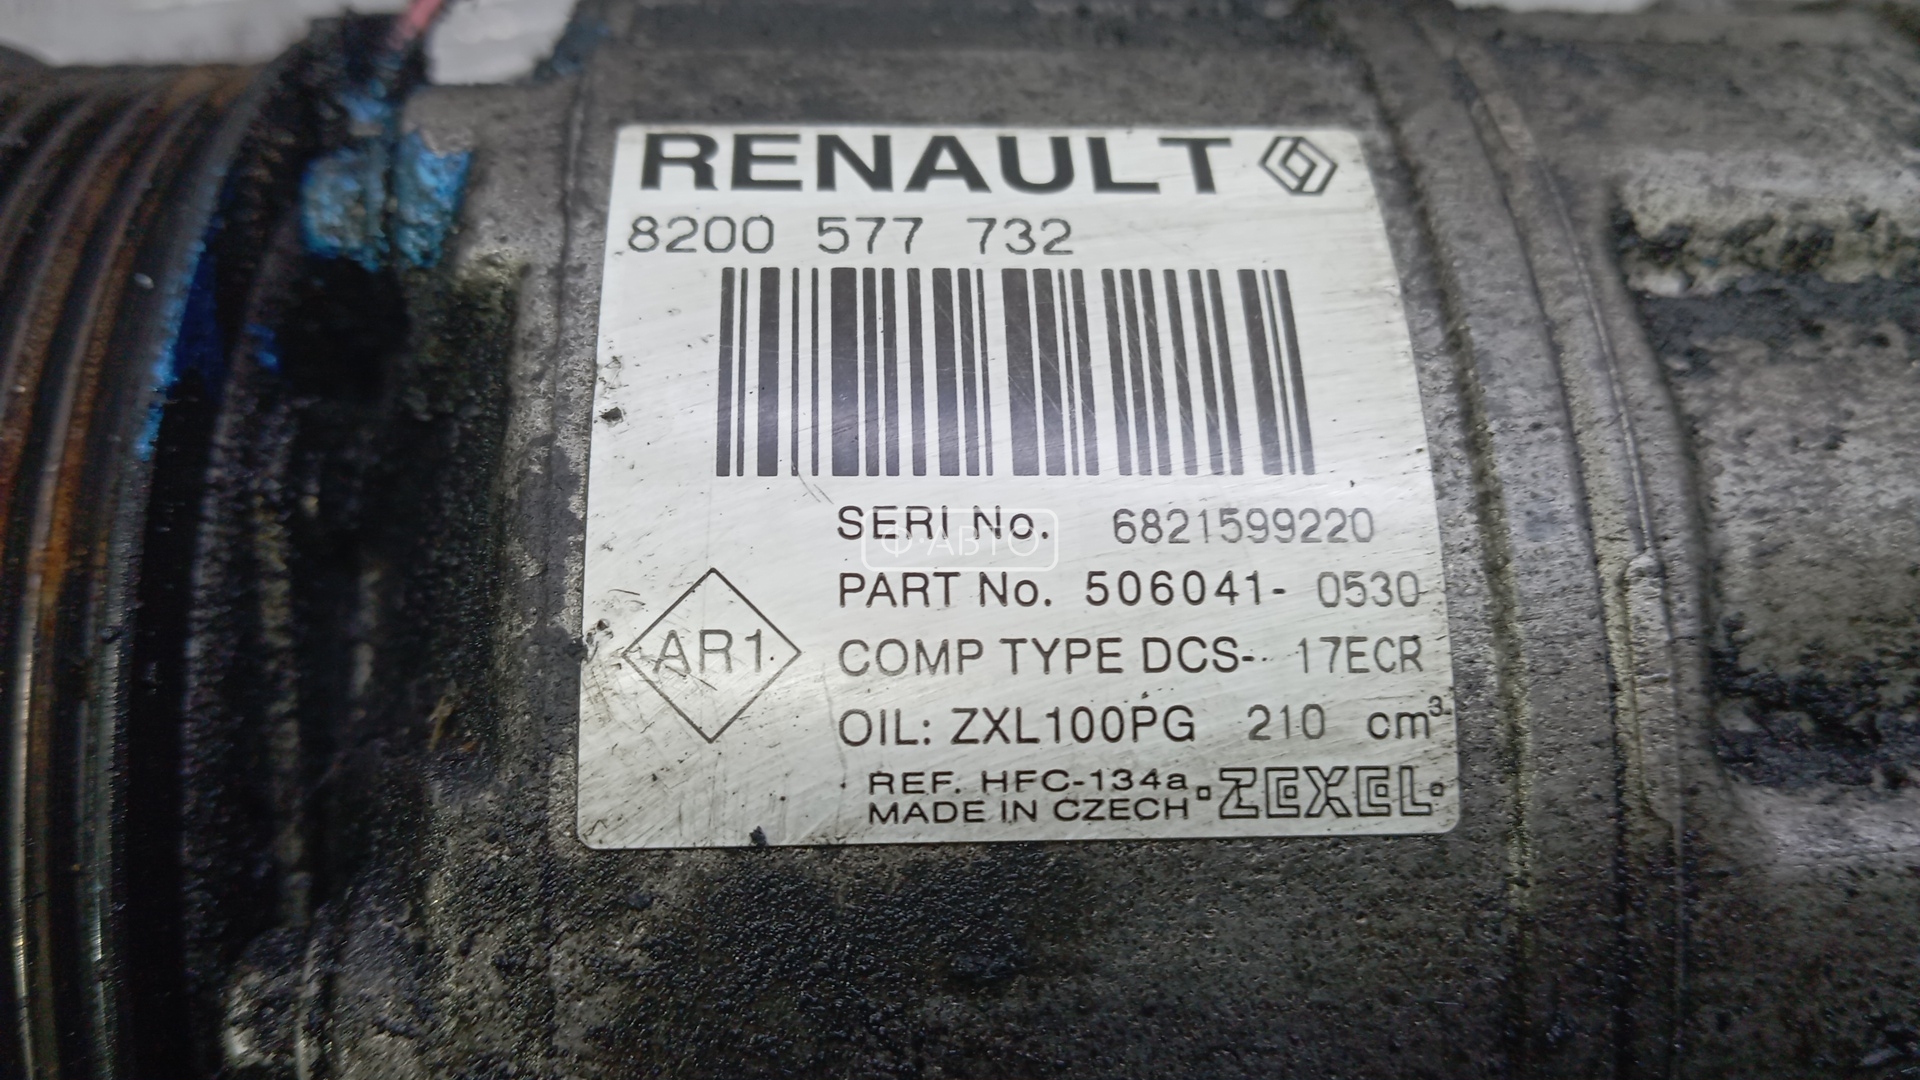 RENAULT
8200 577 732
SERI No. 6821599220
Ф·АВТО
PART No. 506041- 0530
AR1
COMP TYPE DCS- 17ECR
OIL: ZXL100PG 210 cm³
REF. HFC-134a
MADE IN CZECH
ZEXEL